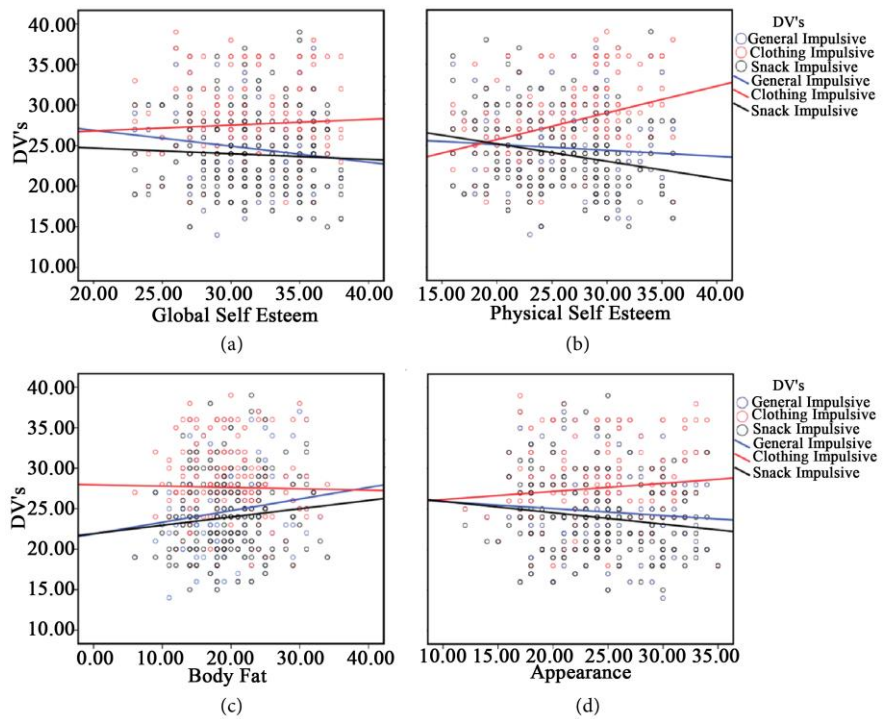 DV's
General Impulsive
Clothing Impulsive
Snack Impulsive
General Impulsive
Clothing Impulsive
Snack Impulsive
40.00
35.00
30.00
25.00
20.00
15.00
10.00
DV's
20.00 25.00 30.00 35.00 40.00
Global Self Esteem
(a)
15.00 20.00 25.00 30.00 35.00 40.00
Physical Self Esteem
(b)
DV's
General Impulsive
Clothing Impulsive
Snack Impulsive
General Impulsive
Clothing Impulsive
Snack Impulsive
40.00
35.00
30.00
25.00
20.00
15.00
10.00
DV's
0.00 10.00 20.00 30.00 40.00
Body Fat
(c)
10.00 15.00 20.00 25.00 30.00 35.00
Appearance
(d)